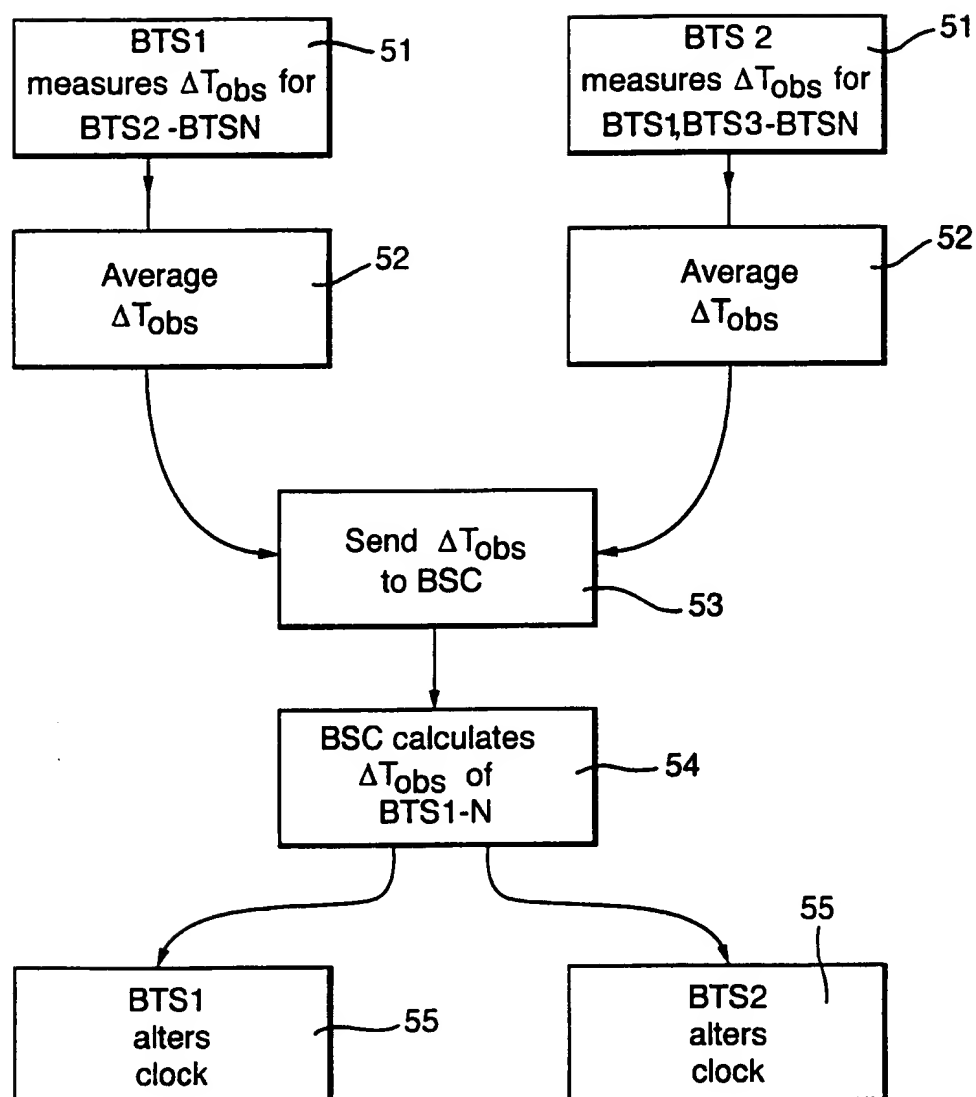 BTS1
measures ΔTobs for
BTS2-BTSN
51
BTS 2
measures ΔTobs for
BTS1,BTS3-BTSN
51
Average
ΔTobs
52
Average
ΔTobs
52
Send ΔTobs
to BSC
53
BSC calculates
ΔTobs of
BTS1-N
54
BTS1
alters
clock
55
BTS2
alters
clock
55